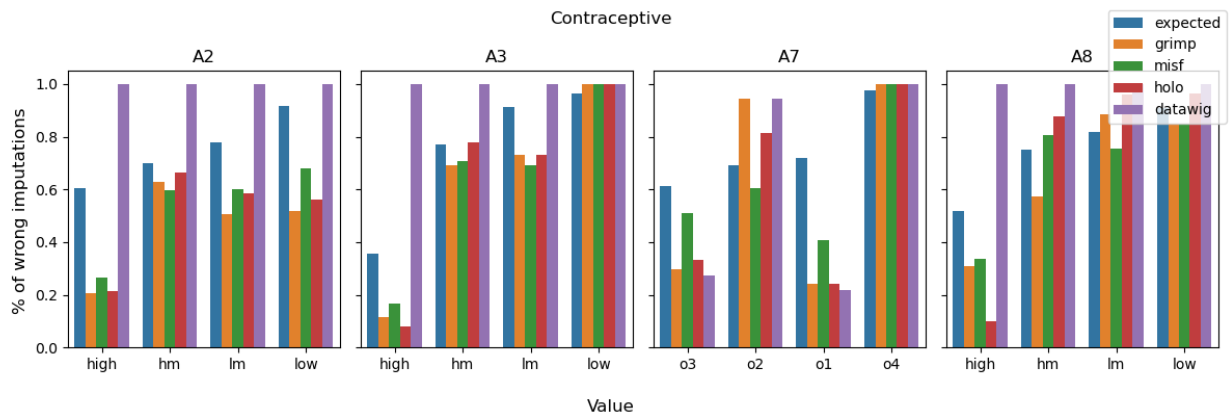 Contraceptive
A2
A3
A7
A8
expected
grimp
misf
holo
datawig
% of wrong imputations
1.0
0.8
0.6
0.4
0.2
0.0
high hm lm low
high hm lm low
o3 o2 o1 o4
high hm lm low
Value